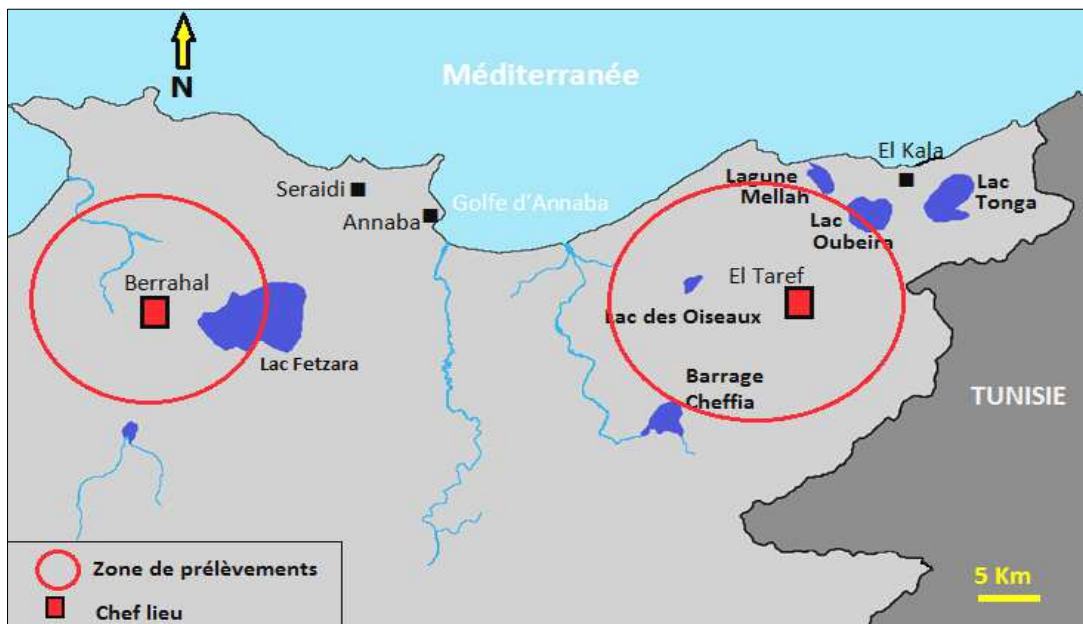 N
Méditerranée
El Kala
Seraidi
Lagune
Mellah
Lac
Tonga
Annaba
Golfe d'Annaba
Lac
Oubeira
Berrahal
El Taref
Lac des Oiseaux
Lac Fetzara
Barrage
Cheffia
TUNISIE
Zone de prélèvements
Chef lieu
5 Km